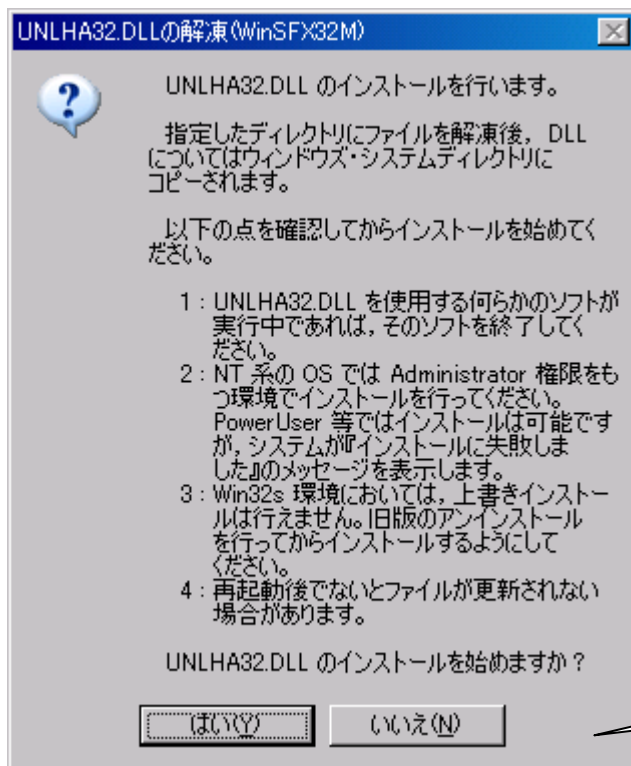 UNLHA32.DLLの解凍(WinSFX32M)
UNLHA32.DLL のインストールを行います。
指定したディレクトリにファイルを解凍後，DLL
についてはウィンドウズ・システムディレクトリに
コピーされます。
以下の点を確認してからインストールを始めてく
ださい。
1：UNLHA32.DLL を使用する何らかのソフトが
実行中であれば，そのソフトを終了してく
ださい。
2：NT 系の OS では Administrator 権限をも
つ環境でインストールを行ってください。
PowerUser 等ではインストールは可能です
が，システムが『インストールに失敗しま
した』のメッセージを表示します。
3：Win32s 環境においては，上書きインストー
ルは行えません。旧版のアンインストール
を行ってからインストールするようにして
ください。
4：再起動後でないとファイルが更新されない
場合があります。
UNLHA32.DLL のインストールを始めますか？
はい(Y) いいえ(N)